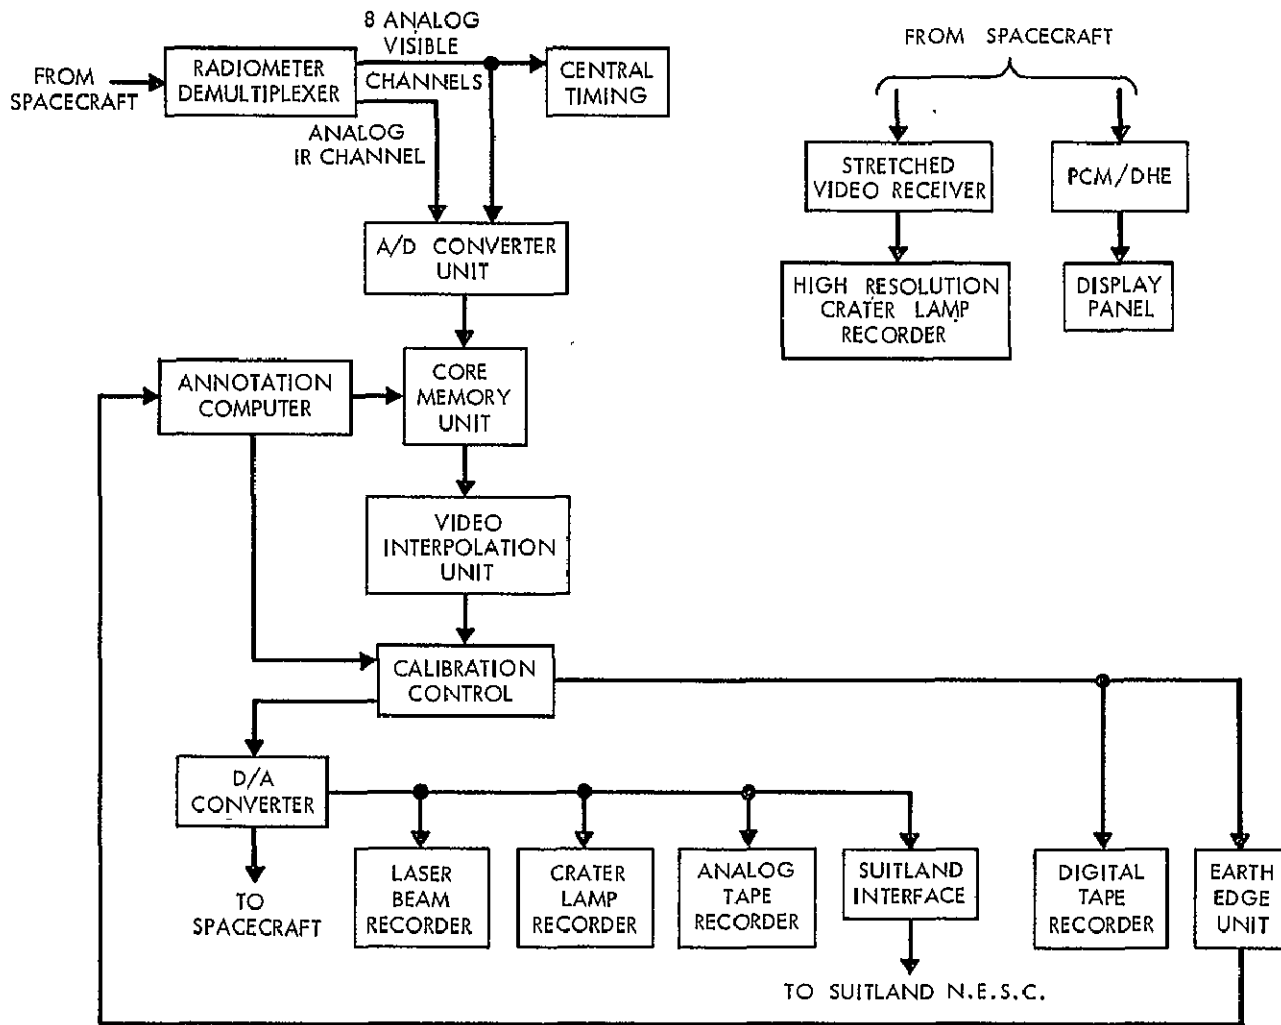 8 ANALOG
VISIBLE
CHANNELS
FROM
SPACECRAFT
RADIOMETER
DEMULTIPLEXER
CENTRAL
TIMING
ANALOG
IR CHANNEL
FROM SPACECRAFT
STRETCHED
VIDEO RECEIVER
PCM/DHE
A/D CONVERTER
UNIT
HIGH RESOLUTION
CRATER LAMP
RECORDER
DISPLAY
PANEL
ANNOTATION
COMPUTER
CORE
MEMORY
UNIT
VIDEO
INTERPOLATION
UNIT
CALIBRATION
CONTROL
D/A
CONVERTER
TO
SPACECRAFT
LASER
BEAM
RECORDER
CRATER
LAMP
RECORDER
ANALOG
TAPE
RECORDER
SUITLAND
INTERFACE
DIGITAL
TAPE
RECORDER
EARTH
EDGE
UNIT
TO SUITLAND N.E.S.C.